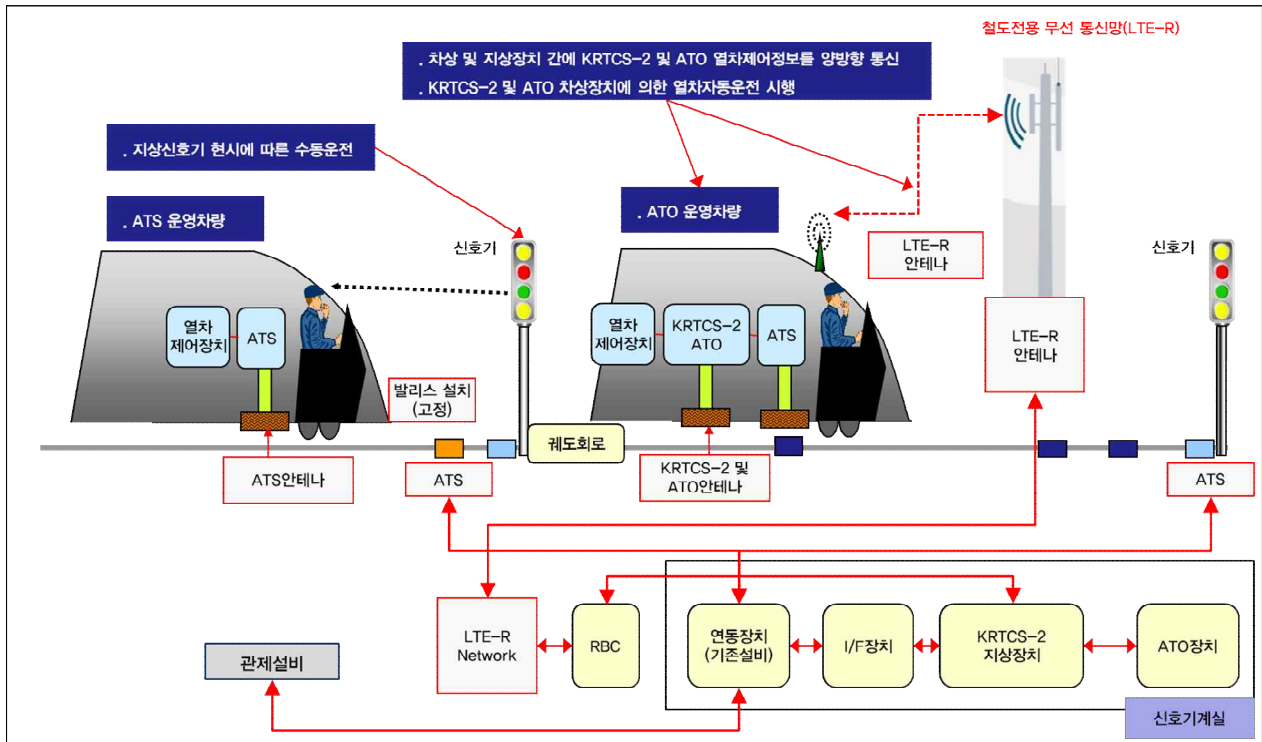 철도전용 무선 통신망(LTE-R)
. 차상 및 지상장치 간에 KRTCS-2 및 ATO 열차제어정보를 양방향 통신
. KRTCS-2 및 ATO 차상장치에 의한 열차자동운전 시행
. 지상신호기 현시에 따른 수동운전
. ATS 운영차량
. ATO 운영차량
신호기
LTE-R
안테나
신호기
열차
제어장치
ATS
열차
제어장치
KRTCS-2
ATO
ATS
LTE-R
안테나
발리스 설치
(고정)
궤도회로
ATS안테나
ATS
KRTCS-2 및
ATO안테나
ATS
LTE-R
Network
RBC
연동장치
(기존설비)
I/F장치
KRTCS-2
지상장치
ATO장치
관제설비
신호기계실